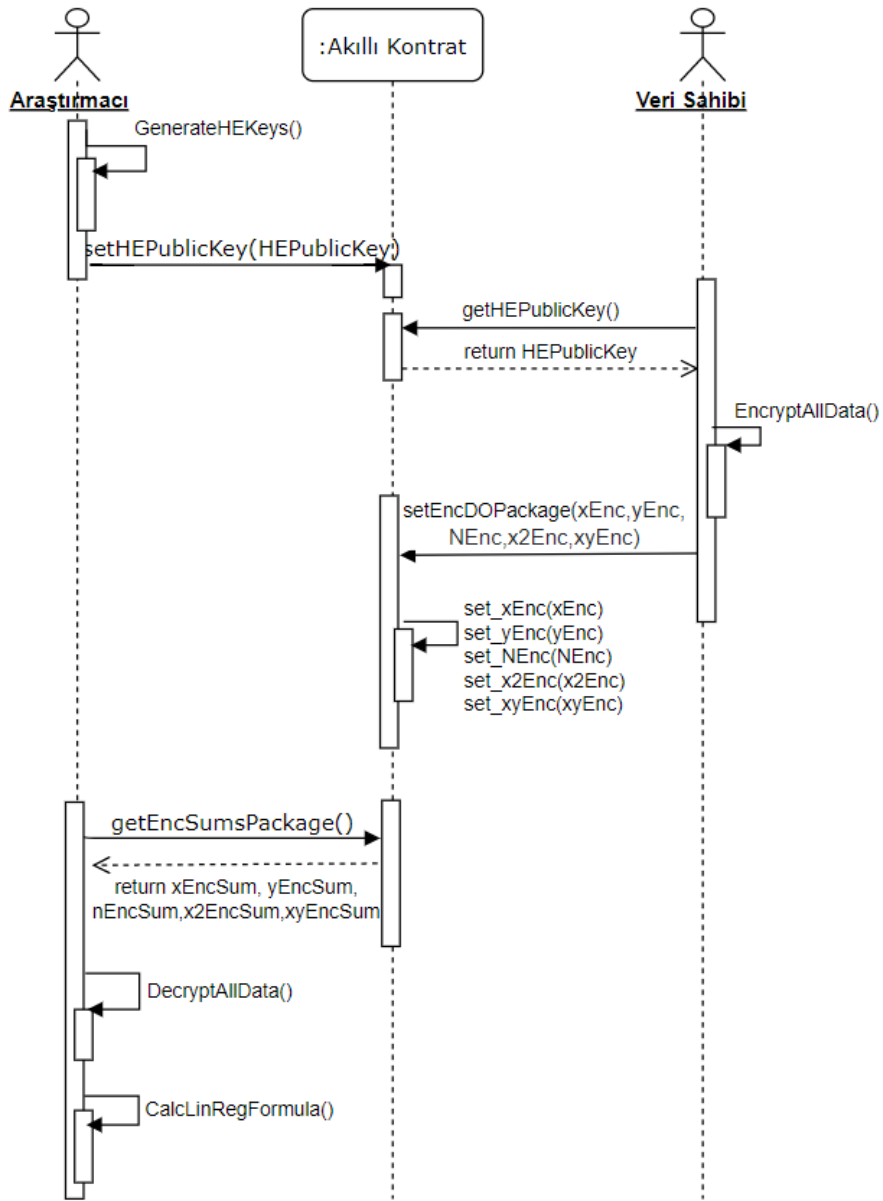 :Akıllı Kontrat
Araştırmacı
Veri Sahibi
GenerateHEKeys()
setHEPublicKey(HEPublicKey)
getHEPublicKey()
return HEPublicKey
EncryptAllData()
setEncDOPackage(xEnc,yEnc,
NEnc,x2Enc,xyEnc)
set_xEnc(xEnc)
set_yEnc(yEnc)
set_NEnc(NEnc)
set_x2Enc(x2Enc)
set_xyEnc(xyEnc)
getEncSumsPackage()
return xEncSum, yEncSum,
nEncSum,x2EncSum,xyEncSum
DecryptAllData()
CalcLinRegFormula()